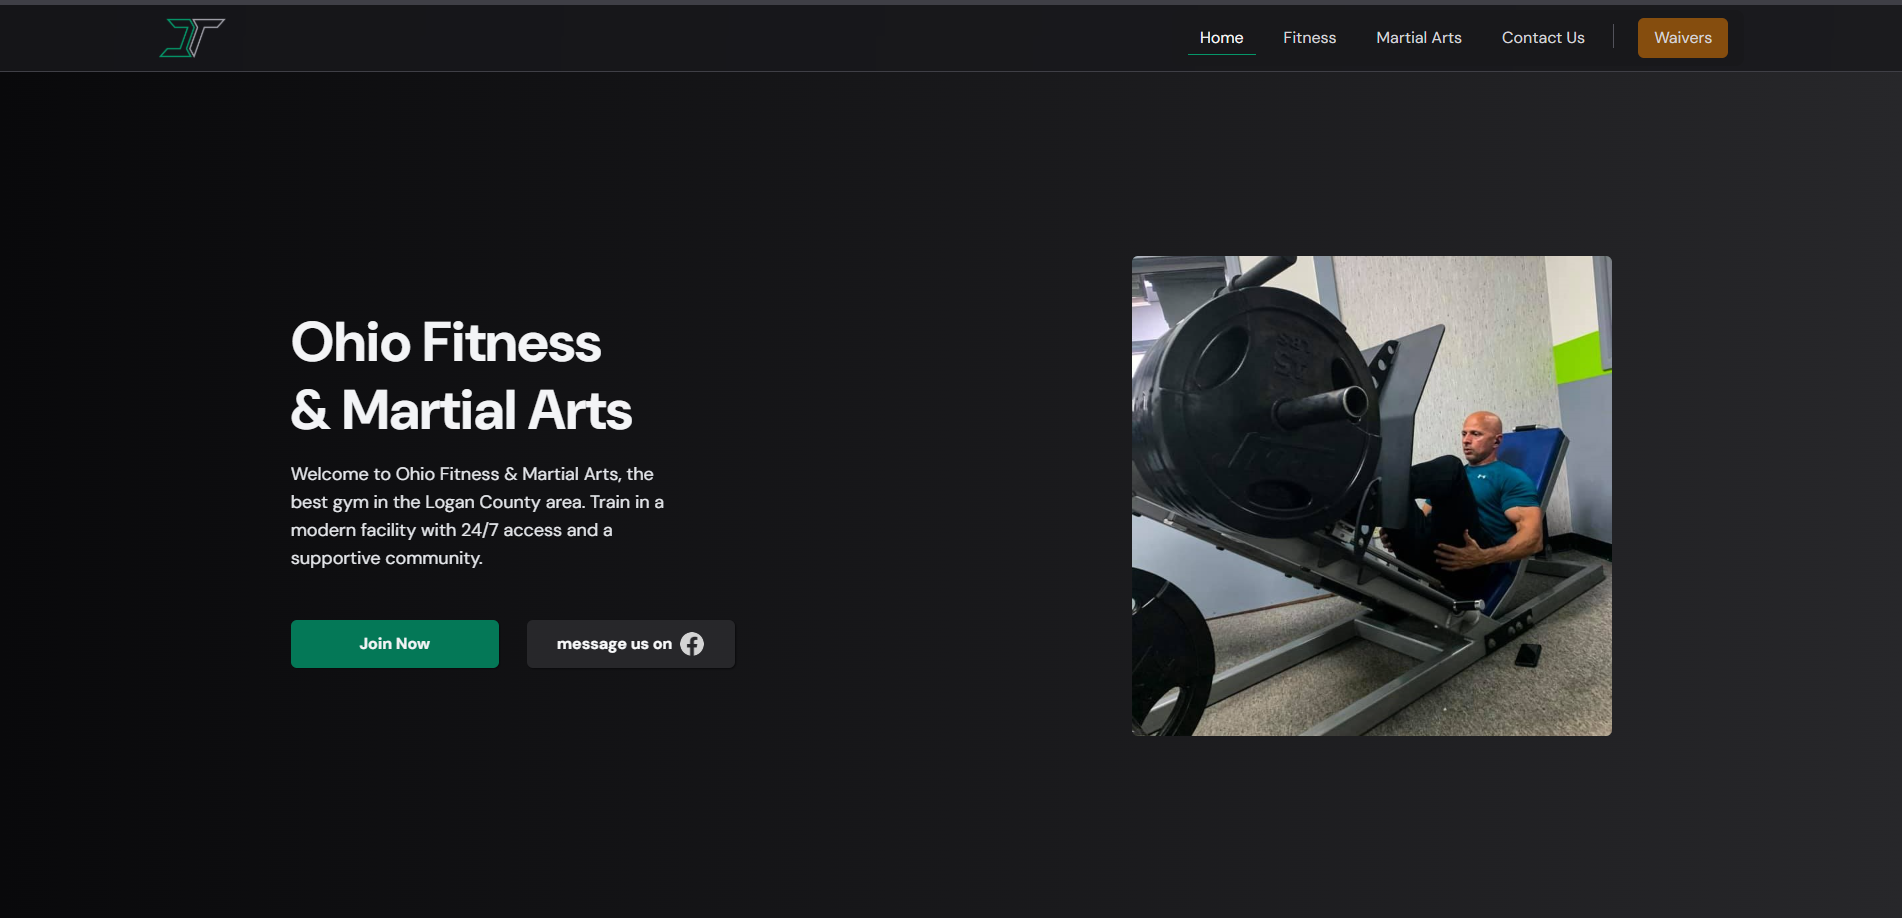 Home
Fitness
Martial Arts
Contact Us
Waivers
Ohio Fitness
& Martial Arts
Welcome to Ohio Fitness & Martial Arts, the
best gym in the Logan County area. Train in a
modern facility with 24/7 access and a
supportive community.
Join Now
message us on
LBS
45